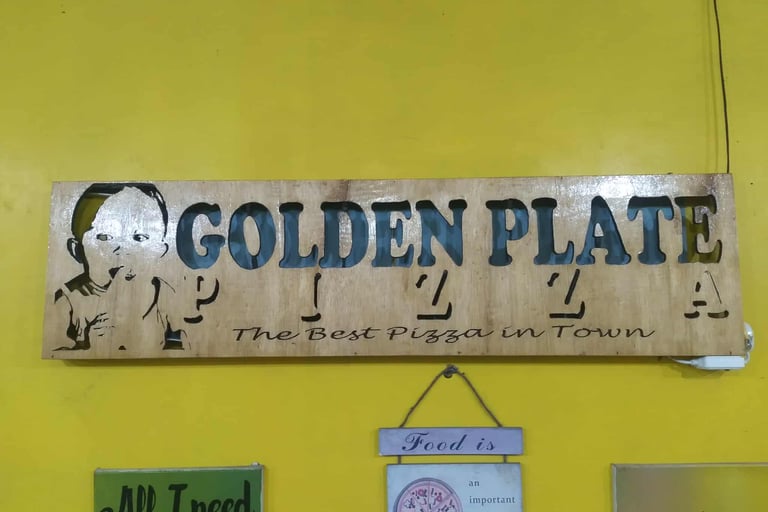 GOLDEN PLATE
PIZZA
The Best Pizza in Town
Food is
an
important
All I need